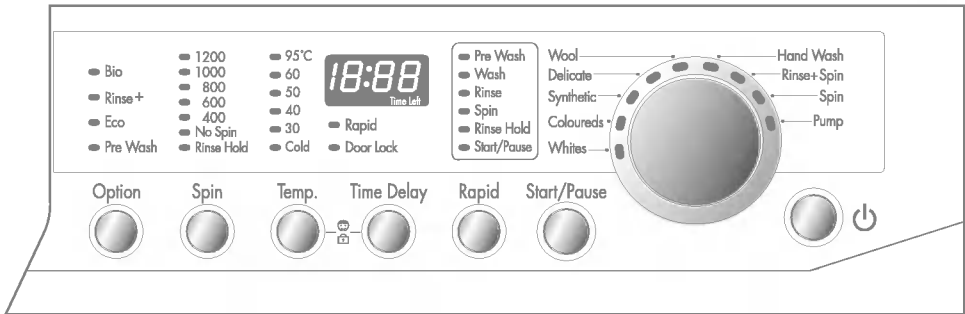 Bio
Rinse+
Eco
Pre Wash
1200
1000
800
600
400
No Spin
Rinse Hold
95°C
60
50
40
30
Cold
18:88
Time Left
Rapid
Door Lock
Pre Wash
Wash
Rinse
Spin
Rinse Hold
Start/Pause
Wool
Delicate
Synthetic
Coloureds
Whites
Hand Wash
Rinse+Spin
Spin
Pump
Option
Spin
Temp.
Time Delay
Rapid
Start/Pause